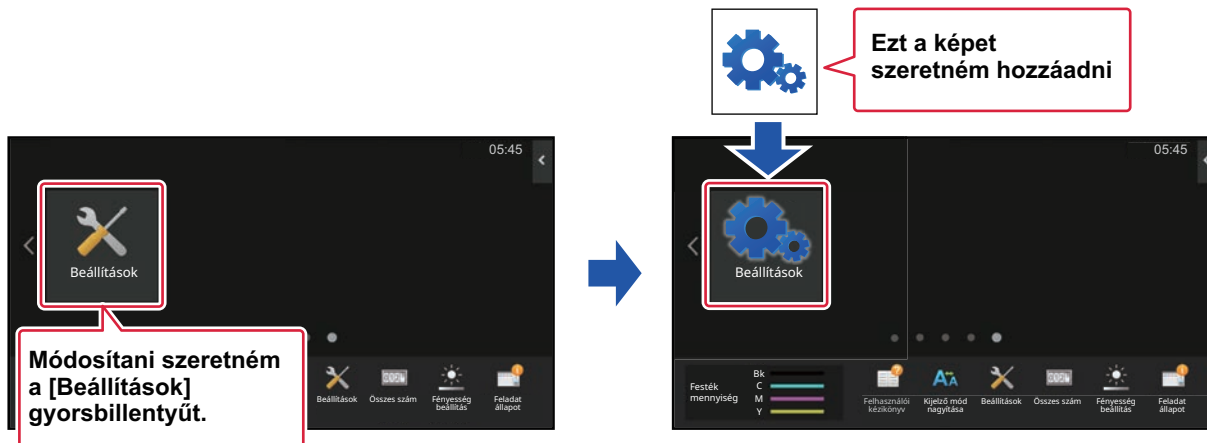 Ezt a képet
szeretném hozzáadni
05:45
Beállítások
Módosítani szeretném
a [Beállítások]
gyorsbillentyűt.
Beállítások
Összes szám
Fényesség
beállítás
Feladat
állapot
05:45
Beállítások
Festék
mennyiség
Bk
C
M
Y
Felhasználói
kézikönyv
Kijelző mód
nagyítása
Beállítások
Összes szám
Fényesség
beállítás
Feladat
állapot